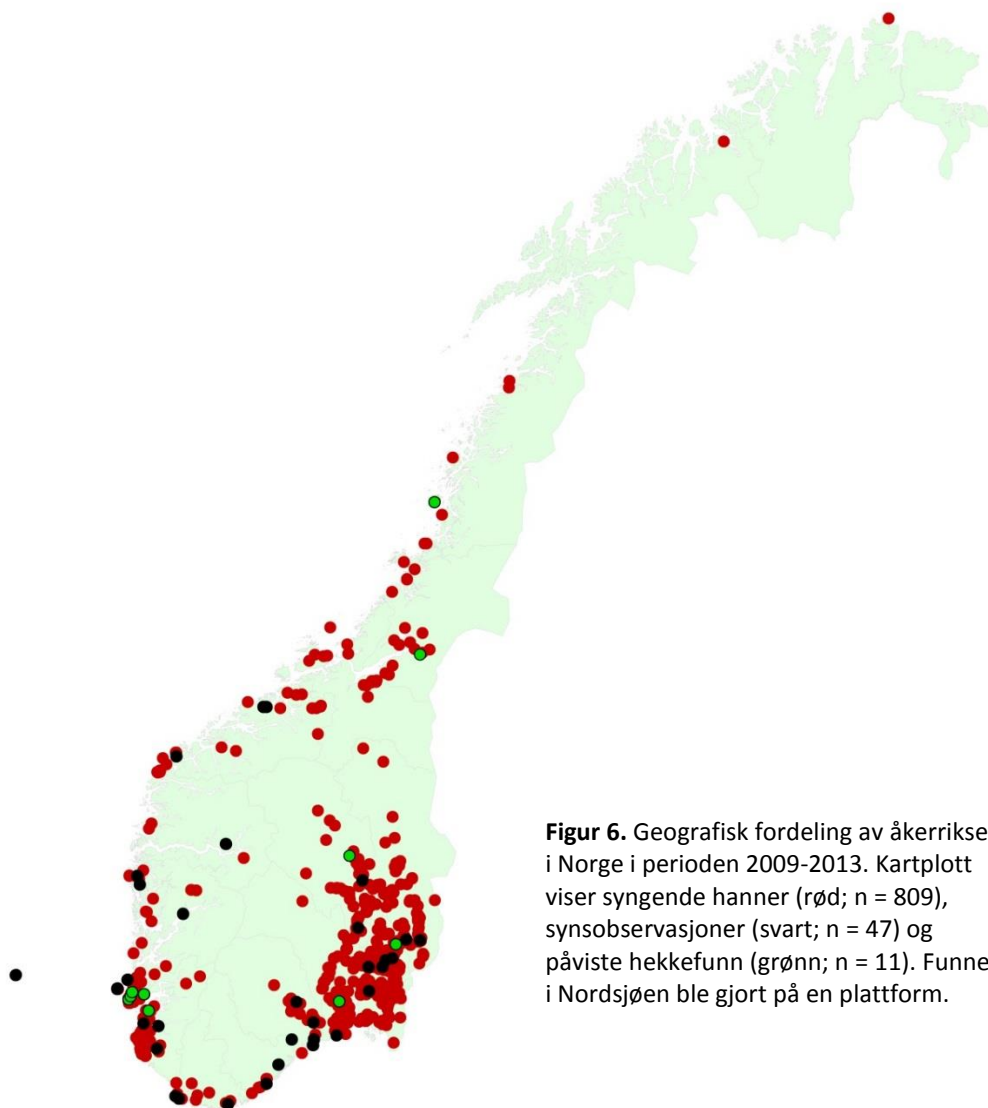 Figur 6. Geografisk fordeling av åkerrikse
i Norge i perioden 2009-2013. Kartplott
viser syngende hanner (rød; n = 809),
synsobservasjoner (svart; n = 47) og
påviste hekkefunn (grønn; n = 11). Funne
i Nordsjøen ble gjort på en plattform.